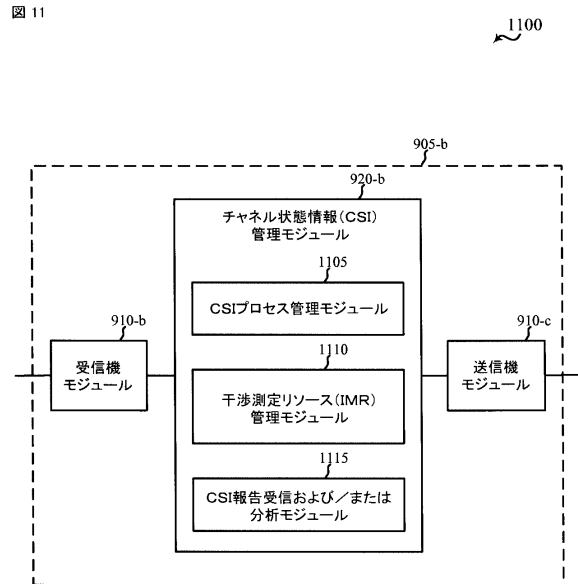 図 11
1100
905-b
920-b
チャネル状態情報（CSI）
管理モジュール
1105
CSIプロセス管理モジュール
910-b
受信機
モジュール
1110
干渉測定リソース（IMR）
管理モジュール
910-c
送信機
モジュール
1115
CSI報告受信および／または
分析モジュール